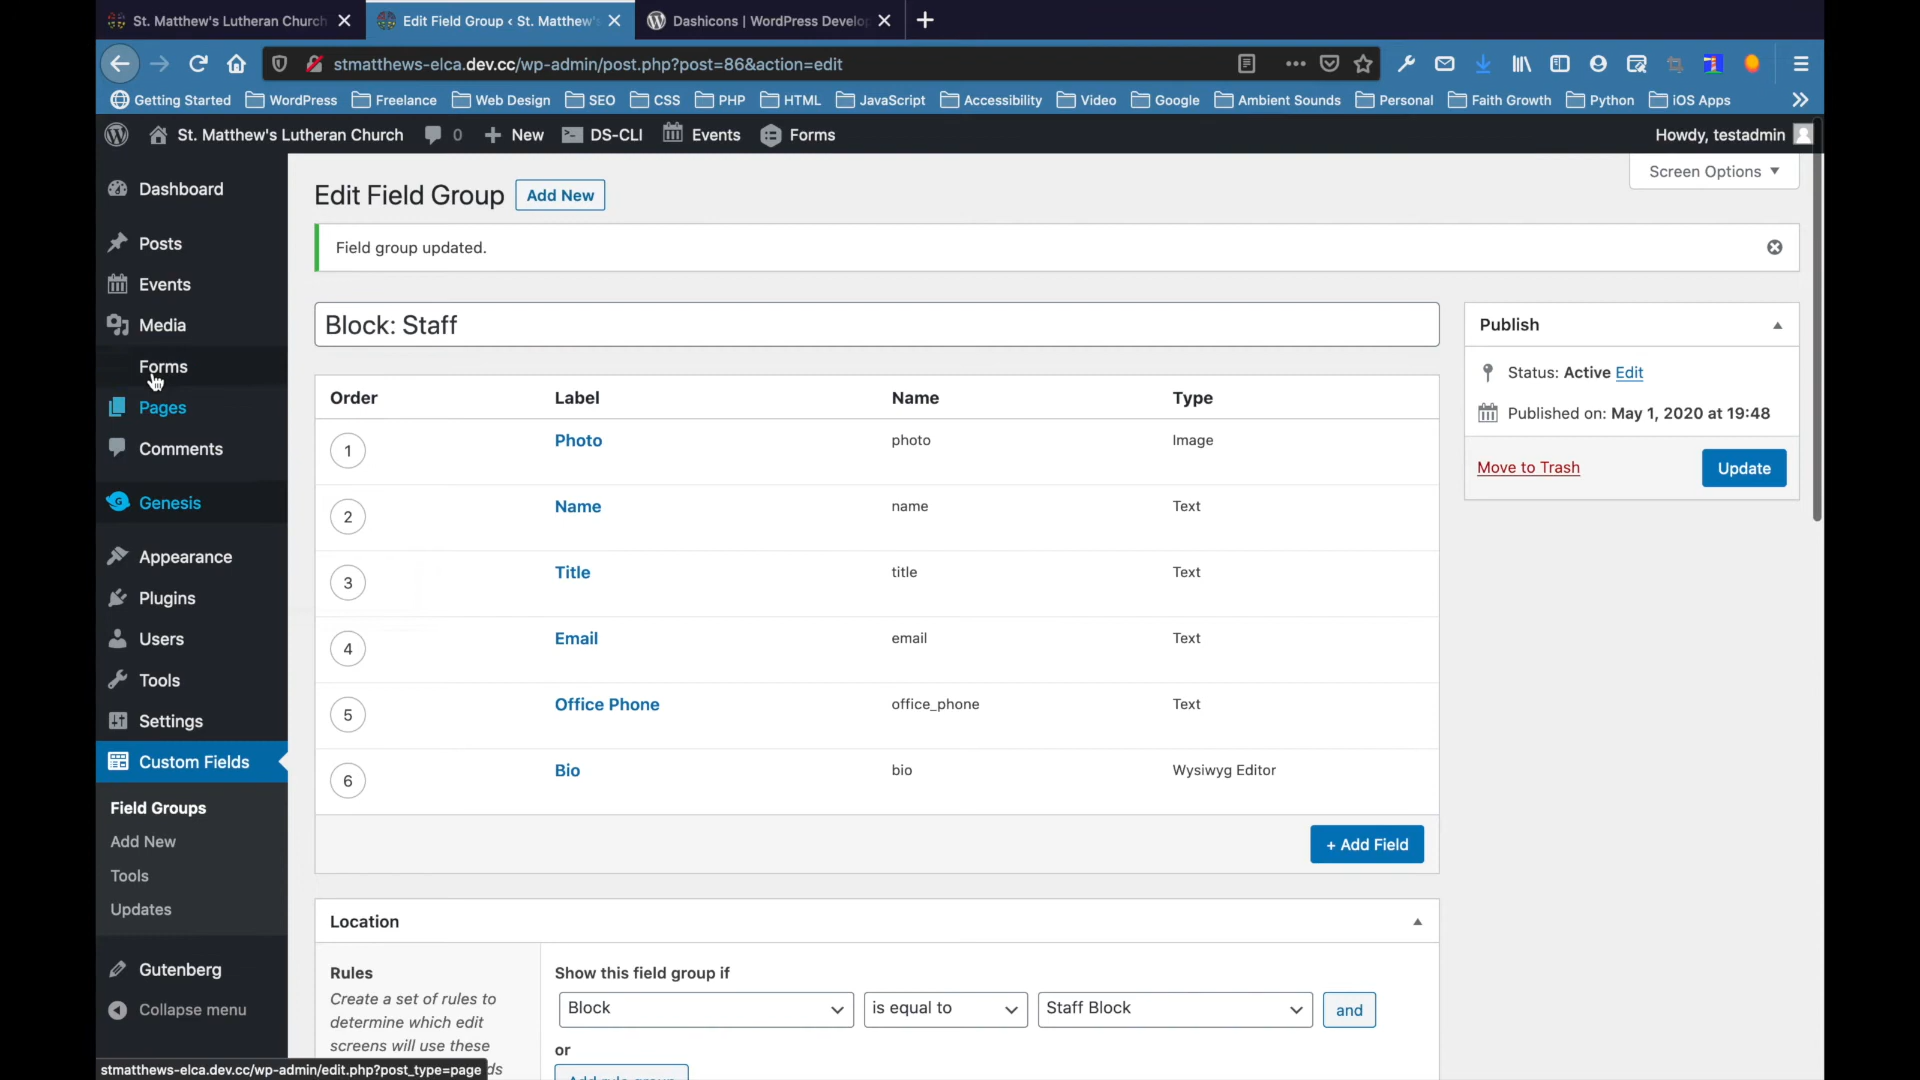 St. Matthew's Lutheran Church
Edit Field Group ‹ St. Matthew's
Dashicons | WordPress Develop
stmatthews-elca.dev.cc/wp-admin/post.php?post=86&action=edit
Getting Started WordPress Freelance Web Design SEO CSS PHP HTML JavaScript Accessibility Video Google Ambient Sounds Personal Faith Growth Python iOS Apps
St. Matthew's Lutheran Church 0 New DS-CLI Events Forms Howdy, testadmin
Screen Options
Dashboard
Posts
Events
Media
Forms
Pages
Comments
Genesis
Appearance
Plugins
Users
Tools
Settings
Custom Fields
Field Groups
Add New
Tools
Updates
Gutenberg
Collapse menu
Edit Field Group Add New
Field group updated.
Block: Staff
Order Label Name Type
1 Photo photo Image
2 Name name Text
3 Title title Text
4 Email email Text
5 Office Phone office_phone Text
6 Bio bio Wysiwyg Editor
+ Add Field
Publish
Status: Active Edit
Published on: May 1, 2020 at 19:48
Move to Trash Update
Location
Rules
Create a set of rules to
determine which edit
screens will use these
Show this field group if
Block is equal to Staff Block and
or
stmatthews-elca.dev.cc/wp-admin/edit.php?post_type=page